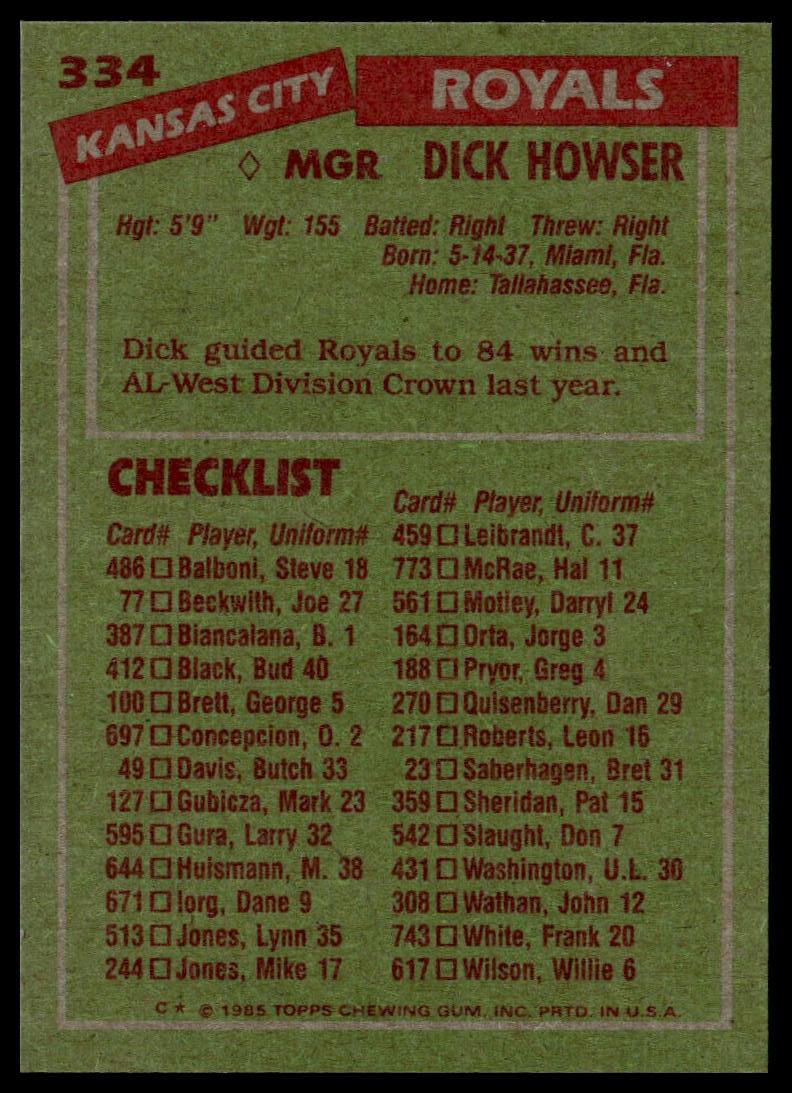 334
KANSAS CITY
ROYALS
◊ MGR DICK HOWSER
Hgt: 5'9" Wgt: 155 Batted: Right Threw: Right
Born: 5-14-37, Miami, Fla.
Home: Tallahassee, Fla.
Dick guided Royals to 84 wins and
AL-West Division Crown last year.
CHECKLIST
Card# Player, Uniform#
486 □ Balboni, Steve 18
77 □ Beckwith, Joe 27
387 □ Biancalana, B. 1
412 □ Black, Bud 40
100 □ Brett, George 5
697 □ Concepcion, O. 2
49 □ Davis, Butch 33
127 □ Gubicza, Mark 23
595 □ Gura, Larry 32
644 □ Huismann, M. 38
671 □ Iorg, Dane 9
513 □ Jones, Lynn 35
244 □ Jones, Mike 17
Card# Player, Uniform#
459 □ Leibrandt, C. 37
773 □ McRae, Hal 11
561 □ Motley, Darryl 24
164 □ Orta, Jorge 3
188 □ Pryor, Greg 4
270 □ Quisenberry, Dan 29
217 □ Roberts, Leon 16
23 □ Saberhagen, Bret 31
359 □ Sheridan, Pat 15
542 □ Slaught, Don 7
431 □ Washington, U.L. 30
308 □ Wathan, John 12
743 □ White, Frank 20
617 □ Wilson, Willie 6
C★ © 1985 TOPPS CHEWING GUM, INC. PRTD. IN U.S.A.